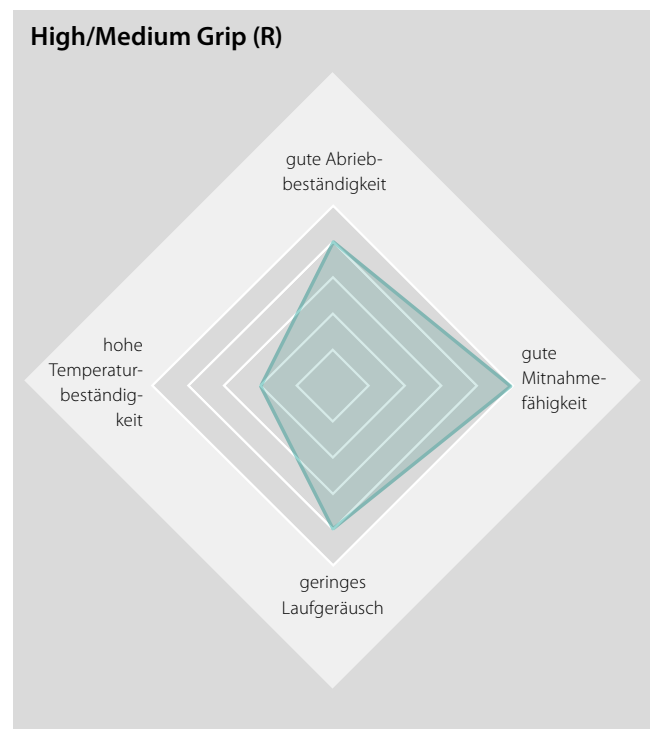 High/Medium Grip (R)
gute Abrieb-
beständigkeit
hohe
Temperatur-
beständig-
keit
gute
Mitnahme-
fähigkeit
geringes
Laufgeräusch